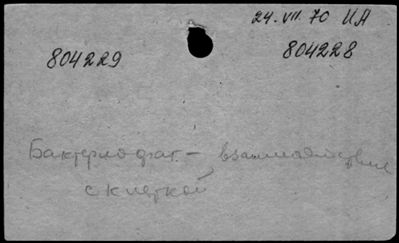 24.VII.70 ИА
804229 804228
Бактериофаг. - взаимодействие
с клеткой